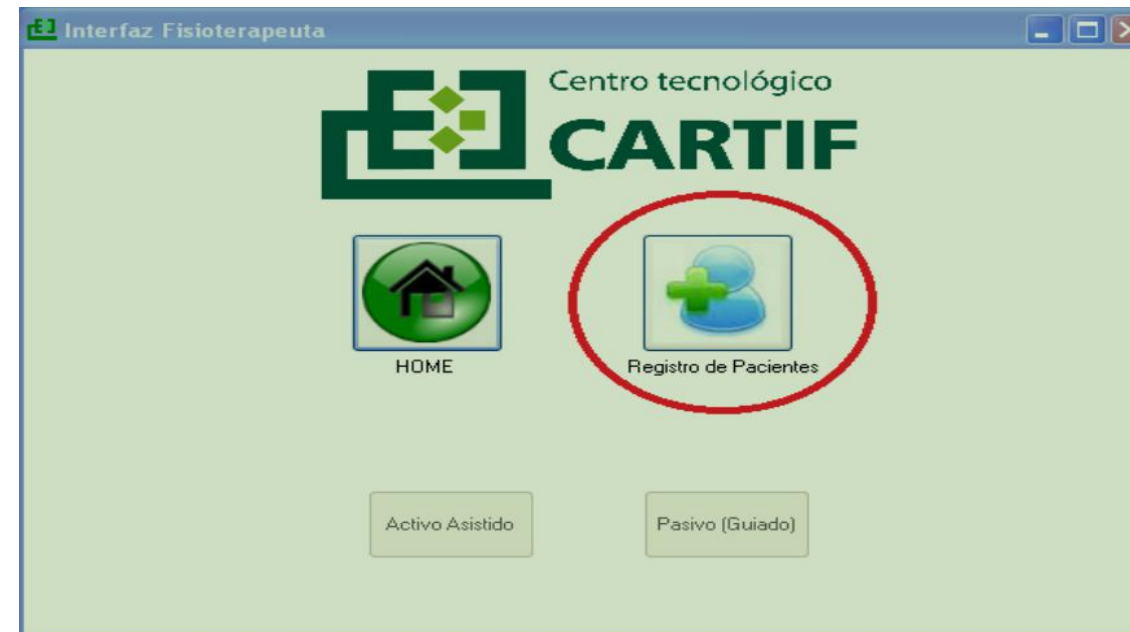 Interfaz Fisioterapeuta
Centro tecnológico
CARTIF
HOME
Registro de Pacientes
Activo Asistido
Pasivo (Guiado)